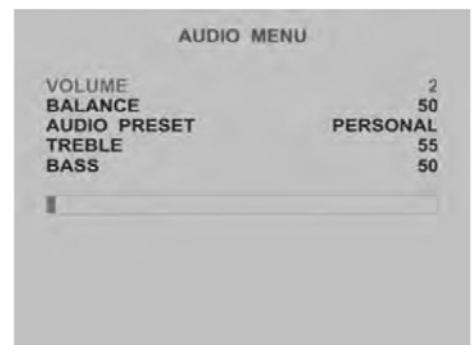 AUDIO MENU
VOLUME 2
BALANCE 50
AUDIO PRESET PERSONAL
TREBLE 55
BASS 50